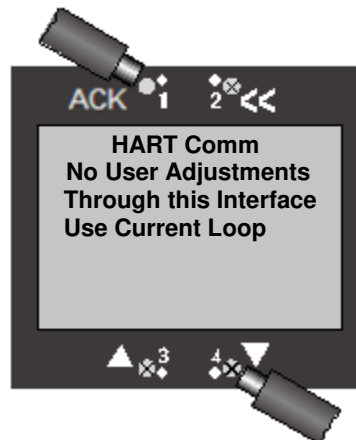 ACK 1 2 <<
HART Comm
No User Adjustments
Through this Interface
Use Current Loop
3 4